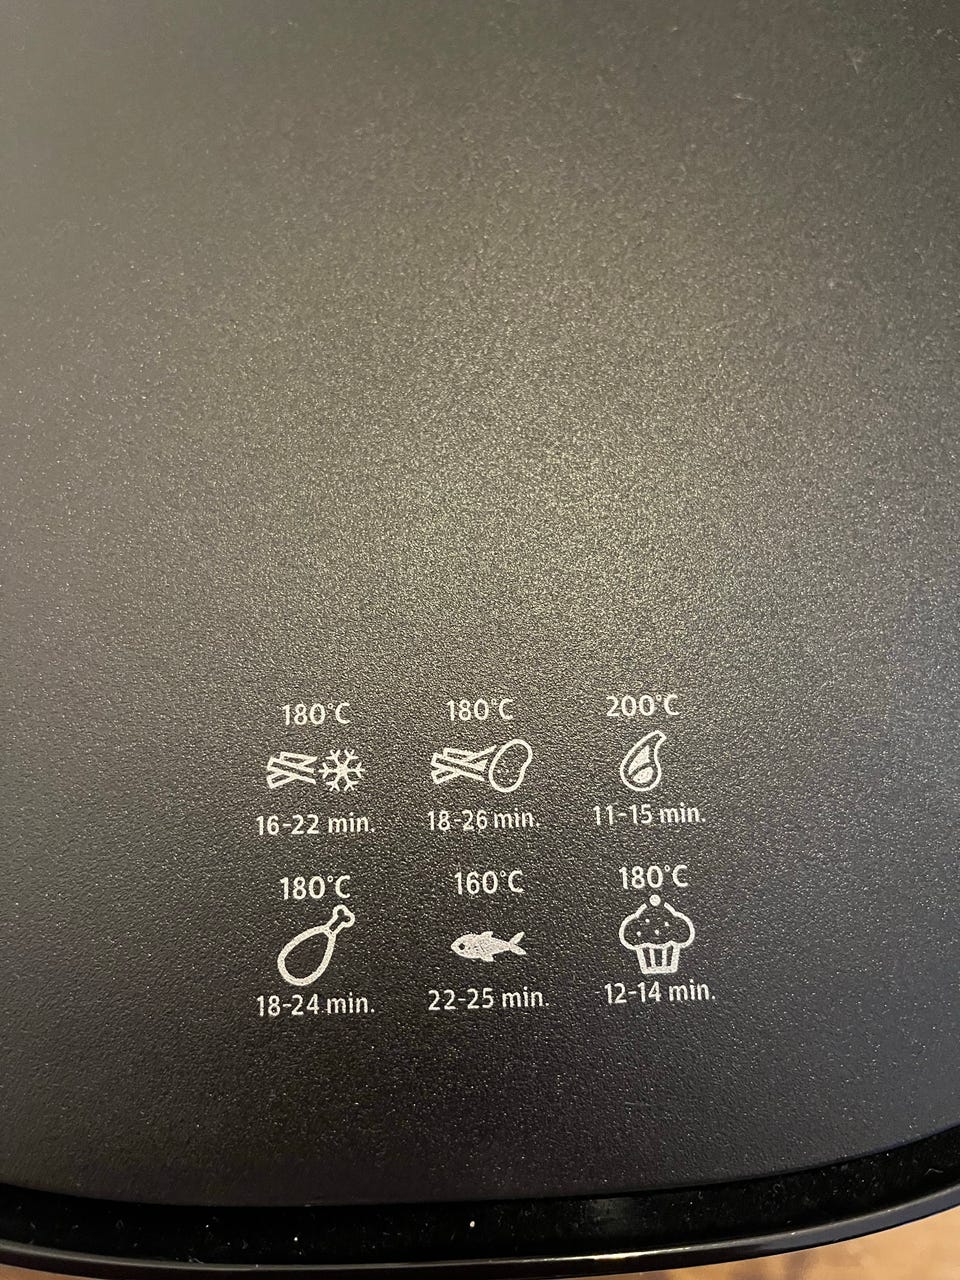 180°C 180°C 200°C
16-22 min. 18-26 min. 11-15 min.
180°C 160°C 180°C
18-24 min. 22-25 min. 12-14 min.